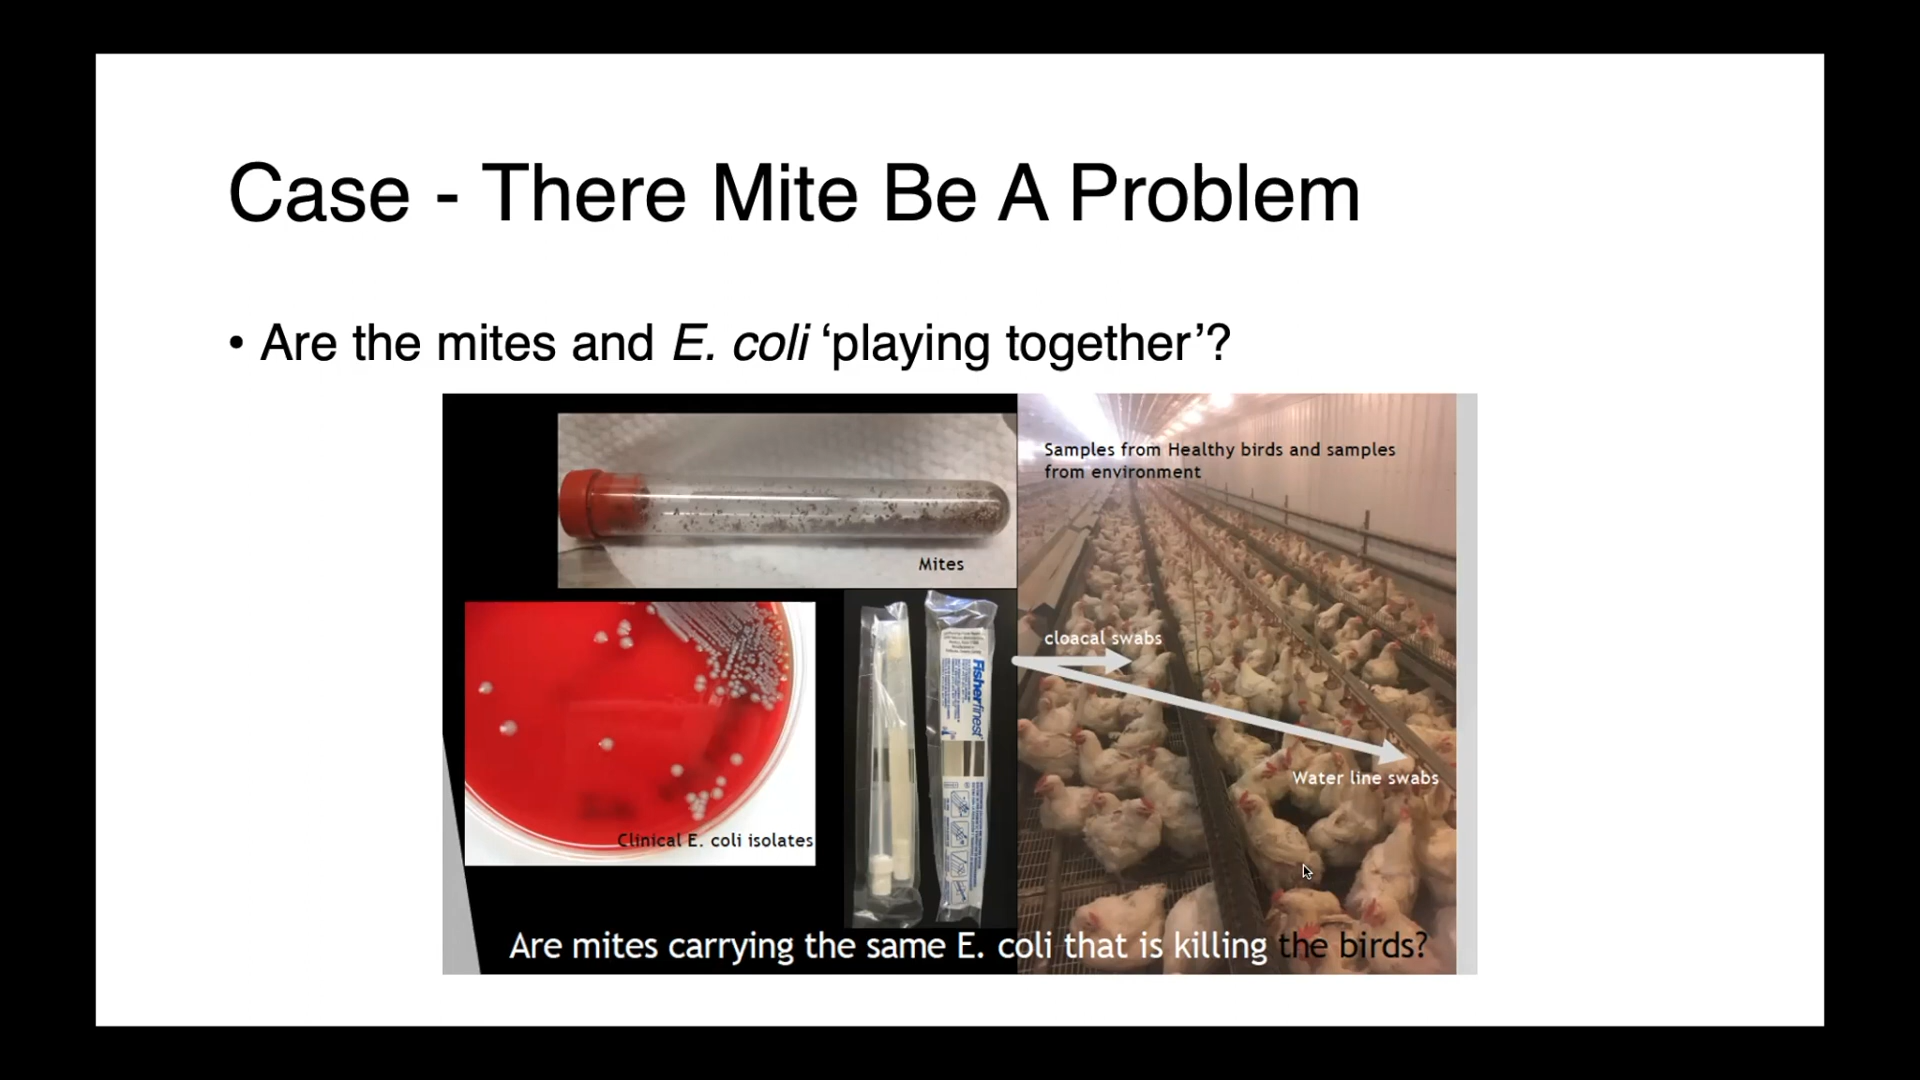 Case - There Mite Be A Problem
• Are the mites and E. coli ‘playing together’?
Samples from Healthy birds and samples
from environment
Mites
cloacal swabs
Fisherfinest
Water line swabs
Clinical E. coli isolates
Are mites carrying the same E. coli that is killing the birds?